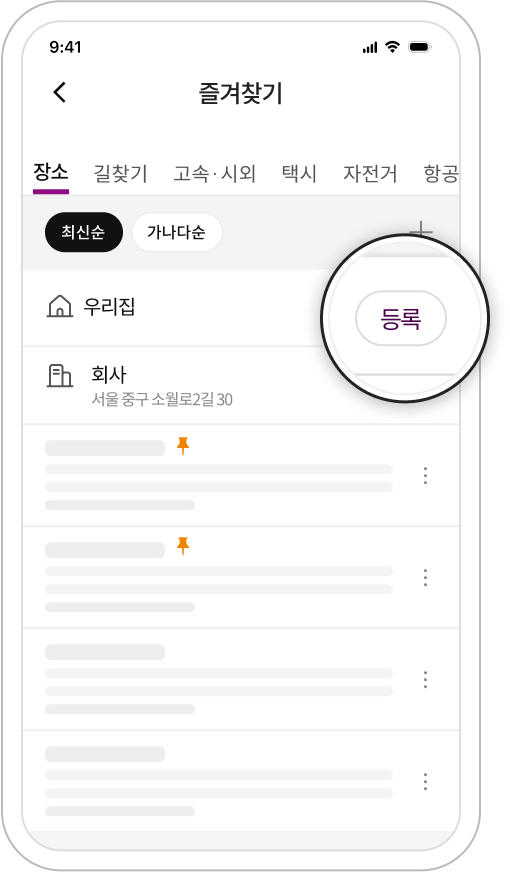 9:41
즐겨찾기
장소 길찾기 고속·시외 택시 자전거 항공
최신순 가나다순
우리집
등록
회사
서울 중구 소월로2길 30